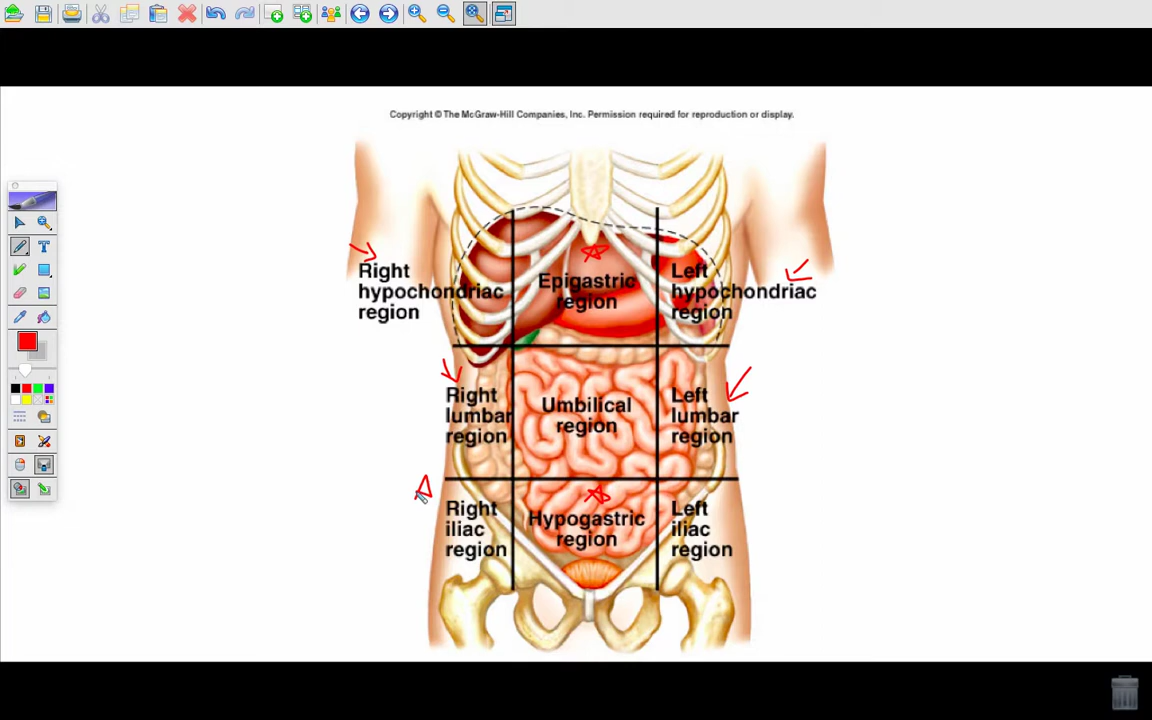 Copyright © The McGraw-Hill Companies, Inc. Permission required for reproduction or display.
Right
hypochondriac
region
Epigastric
region
Left
hypochondriac
region
Right
lumbar
region
Umbilical
region
Left
lumbar
region
Right
iliac
region
Hypogastric
region
Left
iliac
region